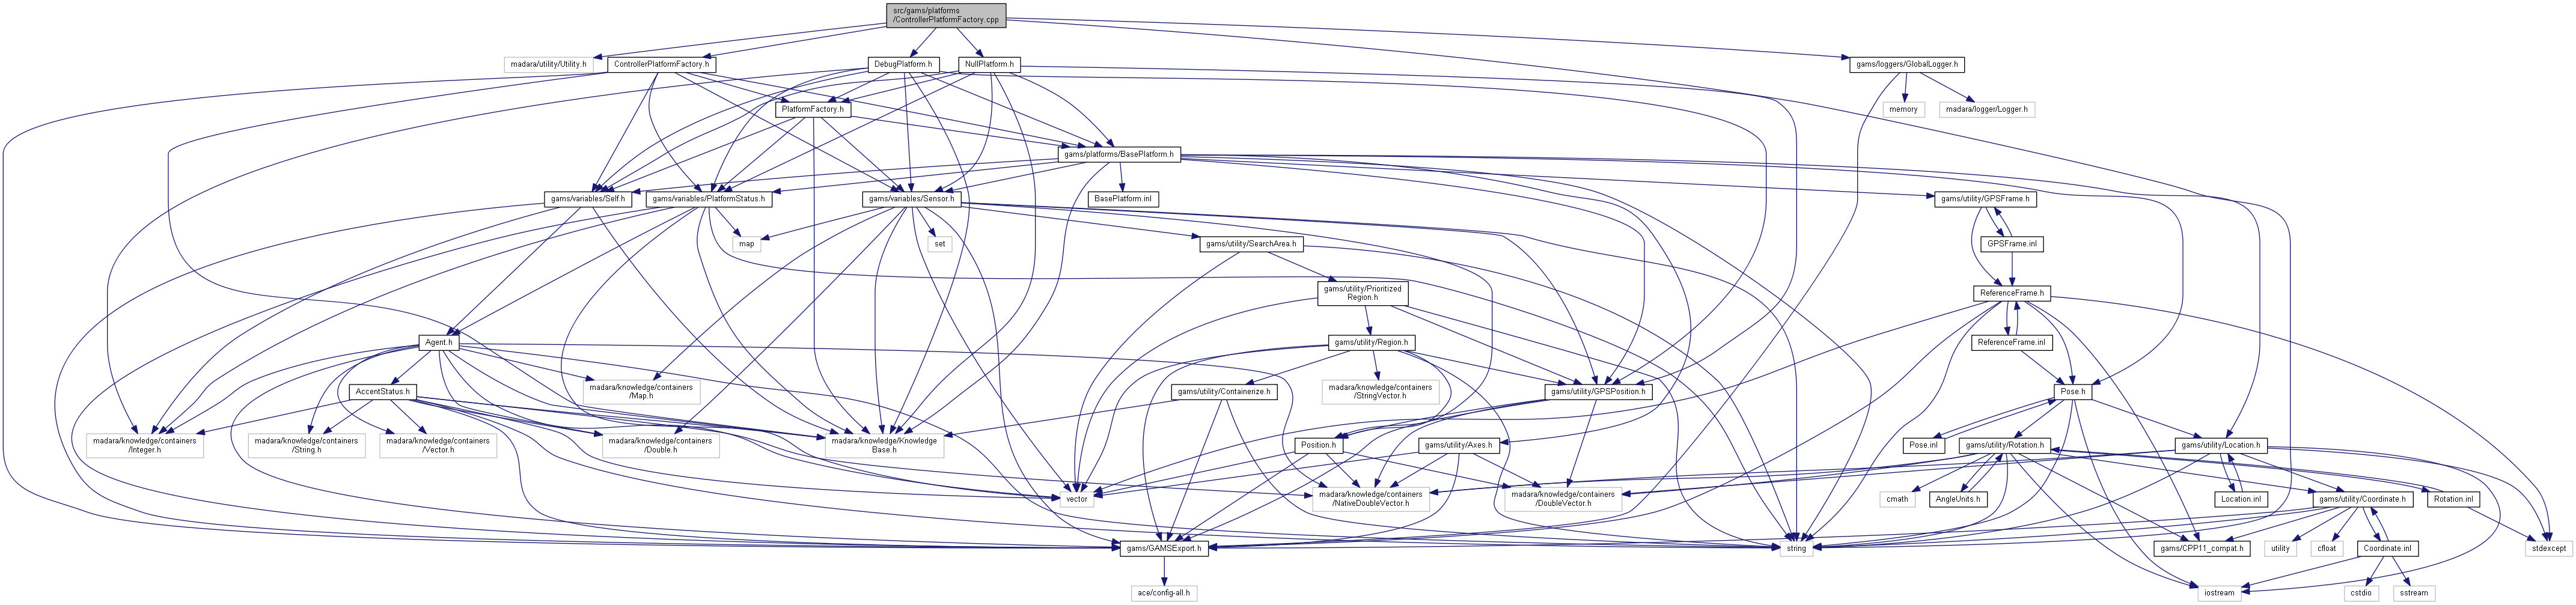 src/gams/platforms
/ControllerPlatformFactory.cpp
madara/utility/Utility.h
ControllerPlatformFactory.h
DebugPlatform.h
NullPlatform.h
gams/loggers/GlobalLogger.h
PlatformFactory.h
memory
madara/logger/Logger.h
gams/platforms/BasePlatform.h
gams/variables/Self.h
gams/variables/PlatformStatus.h
gams/variables/Sensor.h
BasePlatform.inl
gams/utility/GPSFrame.h
map
set
gams/utility/SearchArea.h
GPSFrame.inl
gams/utility/Prioritized
Region.h
ReferenceFrame.h
Agent.h
gams/utility/Region.h
ReferenceFrame.inl
AccentStatus.h
madara/knowledge/containers
/Map.h
gams/utility/Containerize.h
madara/knowledge/containers
/StringVector.h
gams/utility/GPSPosition.h
Pose.h
madara/knowledge/containers
/Integer.h
madara/knowledge/containers
/String.h
madara/knowledge/containers
/Vector.h
madara/knowledge/containers
/Double.h
madara/knowledge/Knowledge
Base.h
Position.h
gams/utility/Axes.h
Pose.inl
gams/utility/Rotation.h
gams/utility/Location.h
vector
madara/knowledge/containers
/NativeDoubleVector.h
madara/knowledge/containers
/DoubleVector.h
cmath
AngleUnits.h
Location.inl
gams/utility/Coordinate.h
Rotation.inl
gams/GAMSExport.h
string
gams/CPP11_compat.h
utility
cfloat
Coordinate.inl
stdexcept
ace/config-all.h
iostream
cstdio
sstream